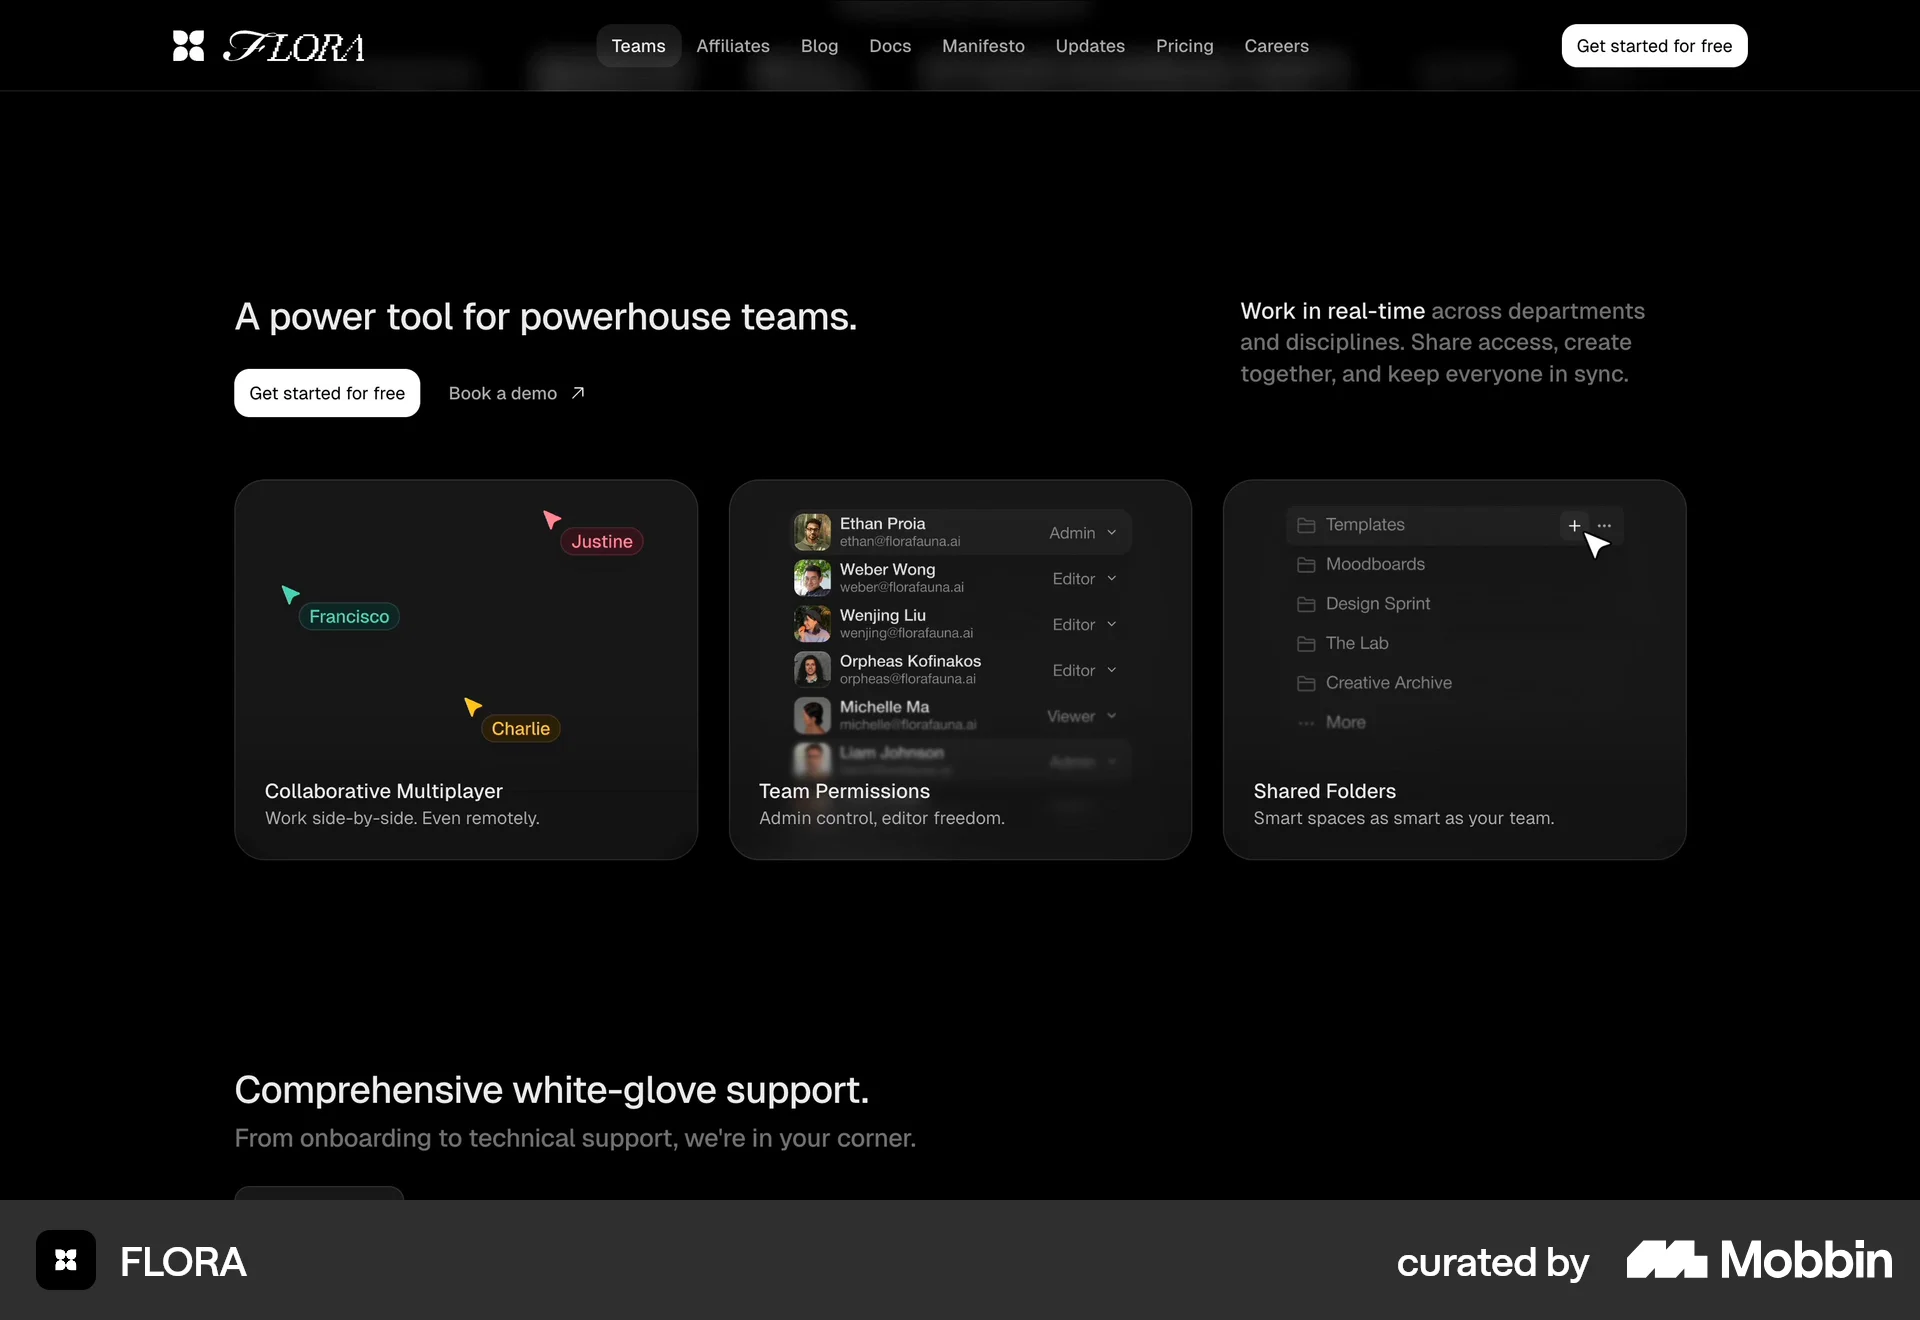 FLORA
Teams
Affiliates
Blog
Docs
Manifesto
Updates
Pricing
Careers
Get started for free
A power tool for powerhouse teams.
Get started for free
Book a demo
Work in real-time across departments
and disciplines. Share access, create
together, and keep everyone in sync.
Justine
Francisco
Charlie
Collaborative Multiplayer
Work side-by-side. Even remotely.
Ethan Proia
ethan@florafauna.ai
Admin
Weber Wong
weber@florafauna.ai
Editor
Wenjing Liu
wenjing@florafauna.ai
Editor
Orpheas Kofinakos
orpheas@florafauna.ai
Editor
Michelle Ma
michelle@florafauna.ai
Viewer
Liam Johnson
Admin
Team Permissions
Admin control, editor freedom.
Templates
Moodboards
Design Sprint
The Lab
Creative Archive
More
Shared Folders
Smart spaces as smart as your team.
Comprehensive white-glove support.
From onboarding to technical support, we're in your corner.
FLORA
curated by Mobbin